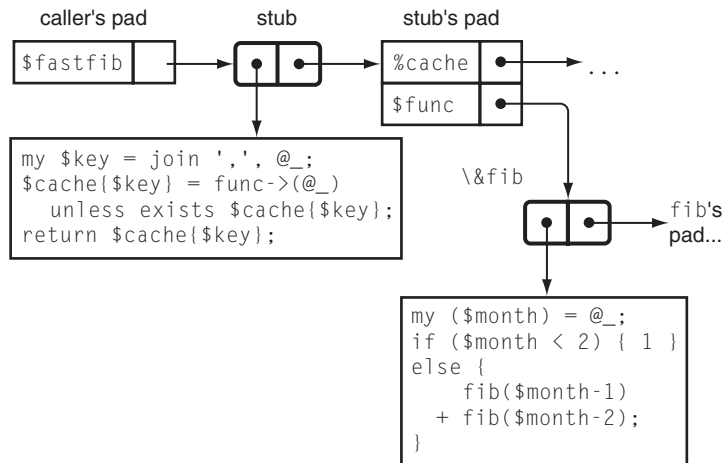 caller's pad
stub
stub's pad
$fastfib
%cache
...
$func
my $key = join ',', @_;
$cache{$key} = func->(@_)
  unless exists $cache{$key};
return $cache{$key};
\&fib
fib's
pad...
my ($month) = @_;
if ($month < 2) { 1 }
else {
    fib($month-1)
  + fib($month-2);
}